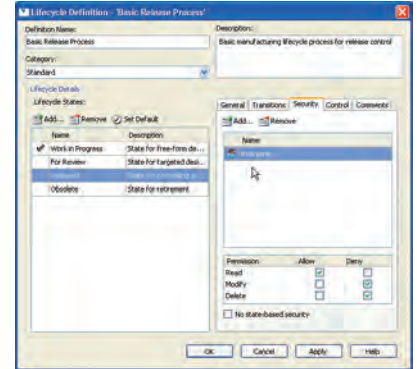 Lifecycle Definition - 'Basic Release Process'
Definition Name:
Basic Release Process
Description:
Basic manufacturing lifecycle process for release control
Category:
Standard
Lifecycle Details
Lifecycle States:
Add... Remove Set Default
Name Description
Work in Progress State for free-form de...
For Review State for targeted desi...
Obsolete State for retirement
General Transitions Security Control Comments
Add... Remove
Name
Permission Allow Deny
Read
Modify
Delete
No state-based security
OK Cancel Apply Help